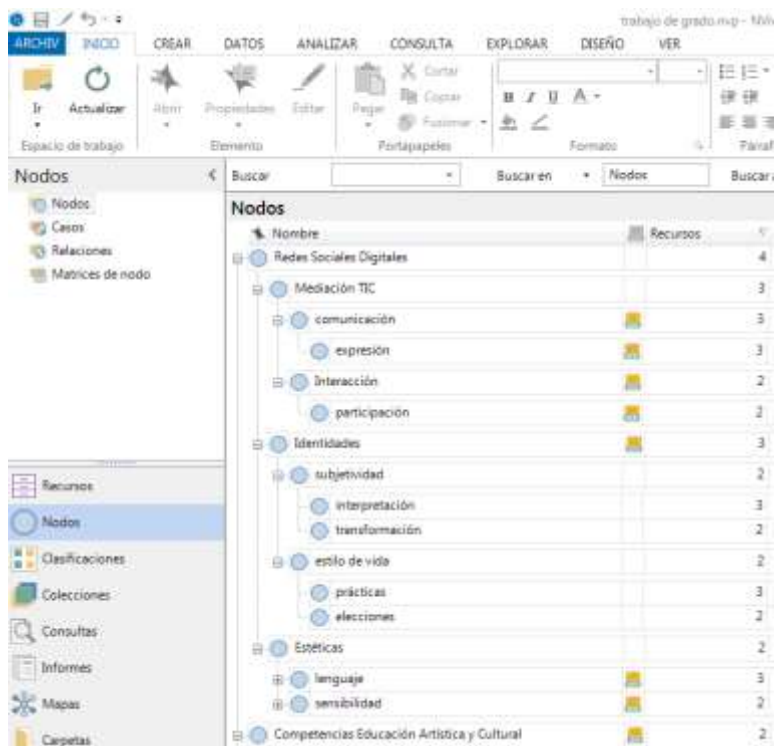 trabajo de grado.nvp - NVi
ARCHIV INICIO CREAR DATOS ANALIZAR CONSULTA EXPLORAR DISEÑO VER
Cortar
Copiar
Ir Actualizar Abrir Propiedades Editar Pegar Fusionar
Espacio de trabajo Elemento Portapapeles Formato Párraf
Nodos Buscar Buscar en Nodos Buscar a
Nodos
Casos
Relaciones
Matrices de nodo
Nodos
Nombre Recursos
Redes Sociales Digitales 4
Mediación TIC 3
comunicación 3
expresión 3
Interacción 2
participación 2
Identidades 3
subjetividad 2
interpretación 3
transformación 2
estilo de vida 2
prácticas 3
elecciones 2
Estéticas 2
lenguaje 3
sensibilidad 2
Competencias Educación Artística y Cultural 2
Recursos
Nodos
Clasificaciones
Colecciones
Consultas
Informes
Mapas
Carpetas